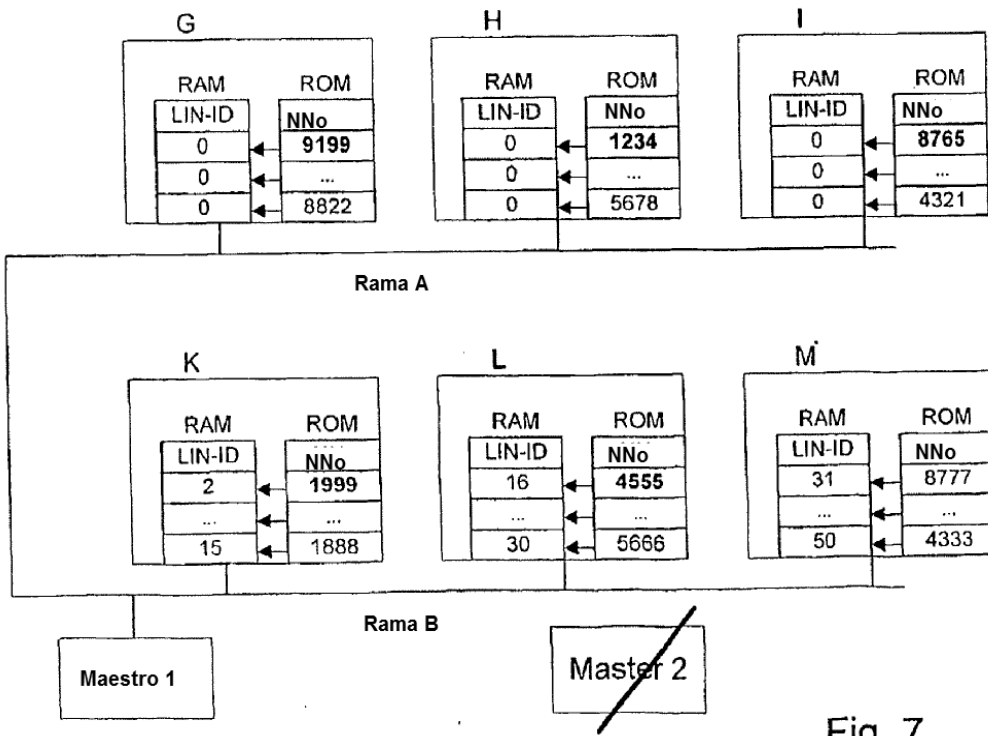 G
H
I
RAM ROM
RAM ROM
RAM ROM
LIN-ID NNo
LIN-ID NNo
LIN-ID NNo
0 9199
0 1234
0 8765
0 ...
0 ...
0 ...
0 8822
0 5678
0 4321
Rama A
K
L
M
RAM ROM
RAM ROM
RAM ROM
LIN-ID NNo
LIN-ID NNo
LIN-ID NNo
2 1999
16 4555
31 8777
... ...
... ...
... ...
15 1888
30 5666
50 4333
Rama B
Maestro 1
Master 2
Fig. 7